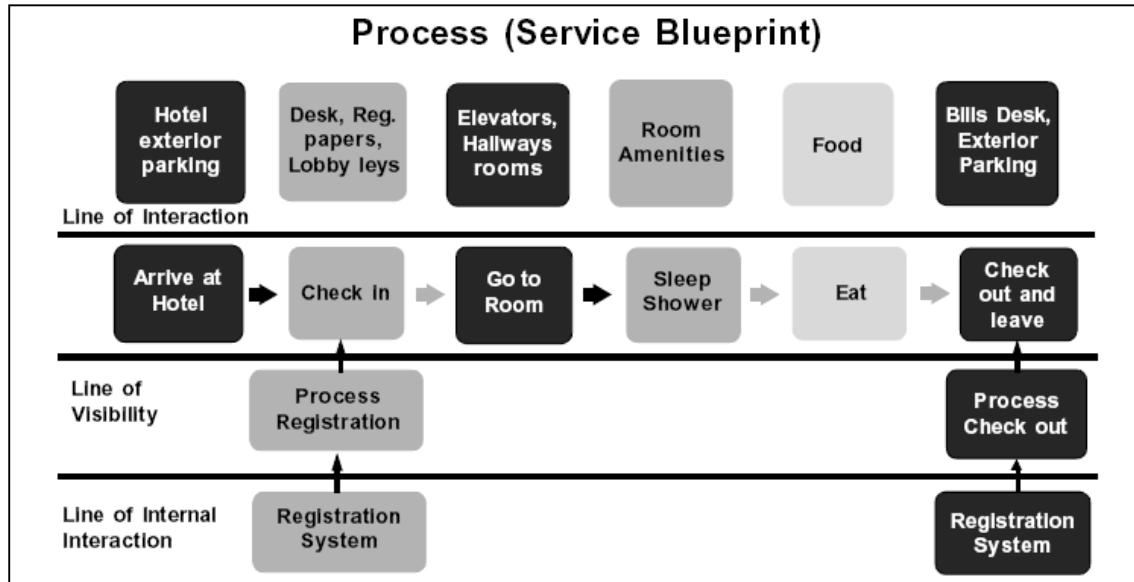 Process (Service Blueprint)
Hotel
exterior
parking
Desk, Reg.
papers,
Lobby leys
Elevators,
Hallways
rooms
Room
Amenities
Food
Bills Desk,
Exterior
Parking
Line of Interaction
Arrive at
Hotel
Check in
Go to
Room
Sleep
Shower
Eat
Check
out and
leave
Line of
Visibility
Process
Registration
Process
Check out
Line of Internal
Interaction
Registration
System
Registration
System